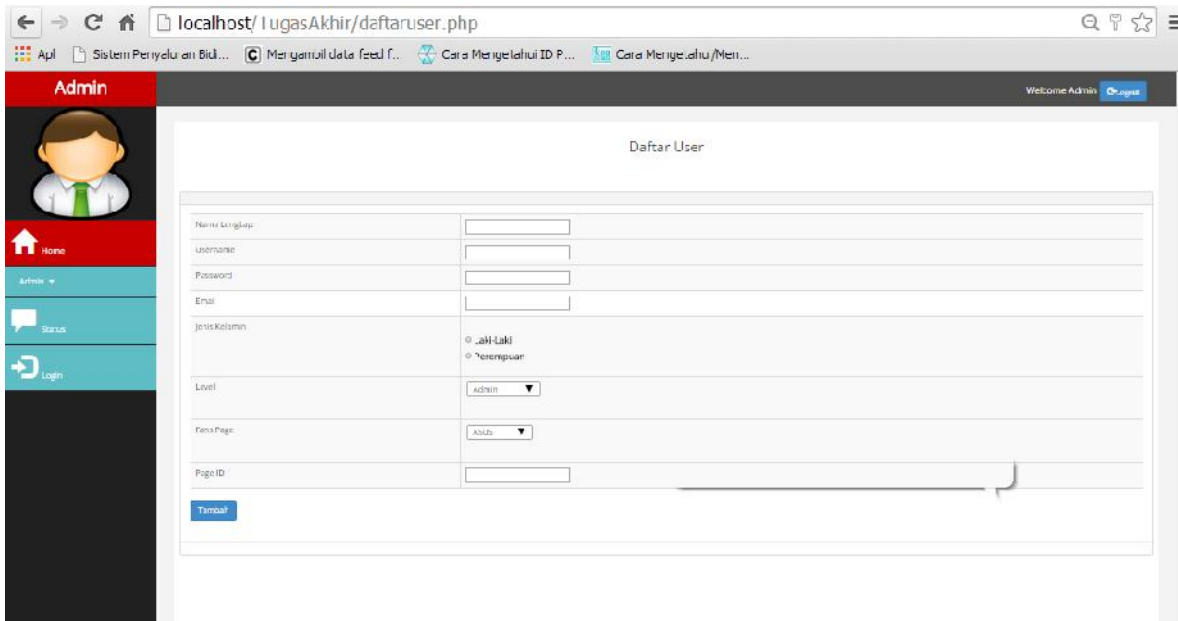 localhost/TugasAkhir/daftaruser.php
Apl Sistem Penyaluran Bid... Mengambil data feed f... Cara Mengetahui ID P... Cara Mengetahui/Men...
Admin
Welcome Admin Logout
Daftar User
Nama Lengkap
Home
Username
Admin
Password
Email
Status
Jenis Kelamin
Laki-Laki
Perempuan
Login
Level Admin
Page
Page ID
Tambah